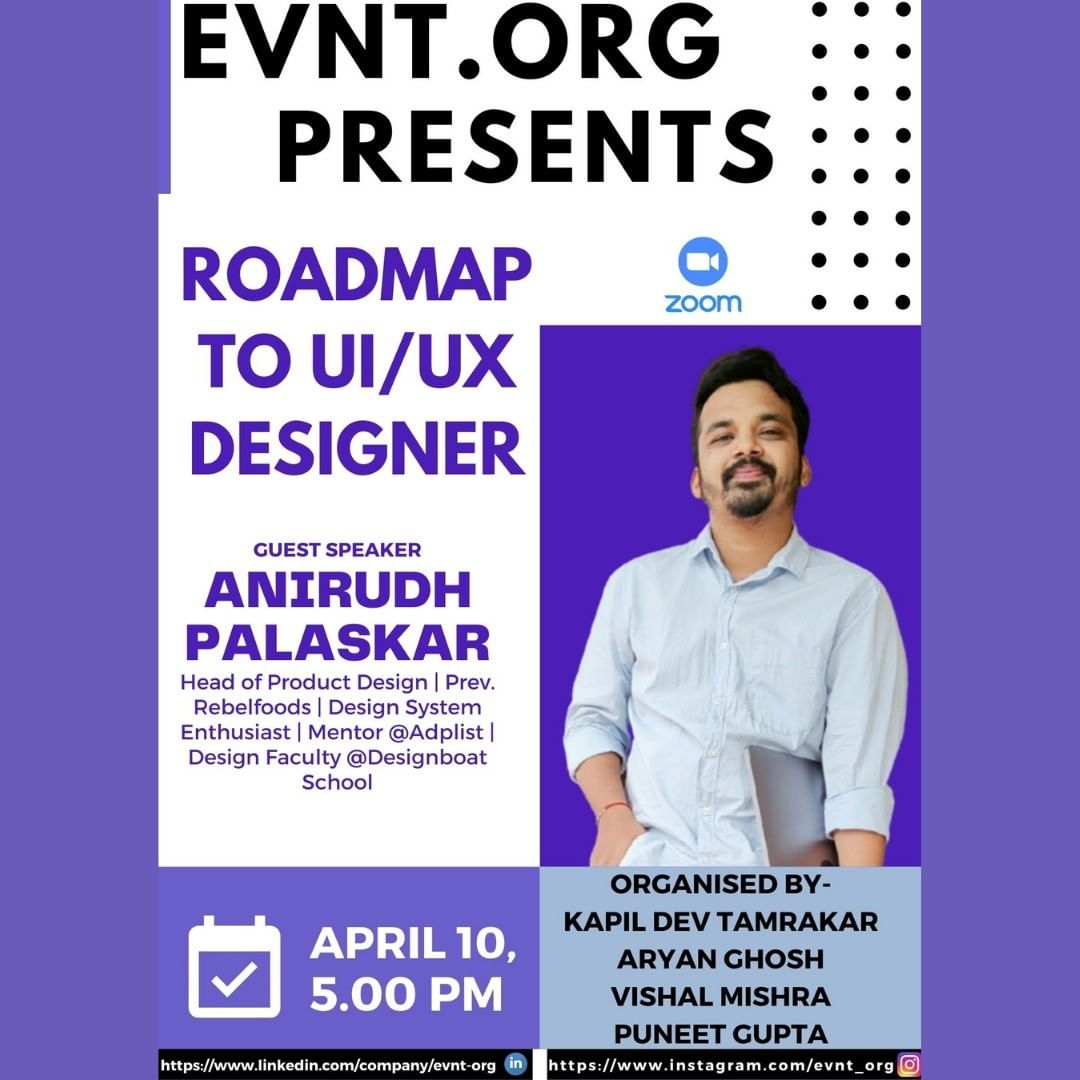 EVNT.ORG
PRESENTS
ROADMAP
TO UI/UX
DESIGNER
zoom
GUEST SPEAKER
ANIRUDH
PALASKAR
Head of Product Design | Prev.
Rebelfoods | Design System
Enthusiast | Mentor @Adplist |
Design Faculty @Designboat
School
APRIL 10,
5.00 PM
ORGANISED BY-
KAPIL DEV TAMRAKAR
ARYAN GHOSH
VISHAL MISHRA
PUNEET GUPTA
https://www.linkedin.com/company/evnt-org in
https://www.instagram.com/evnt_org